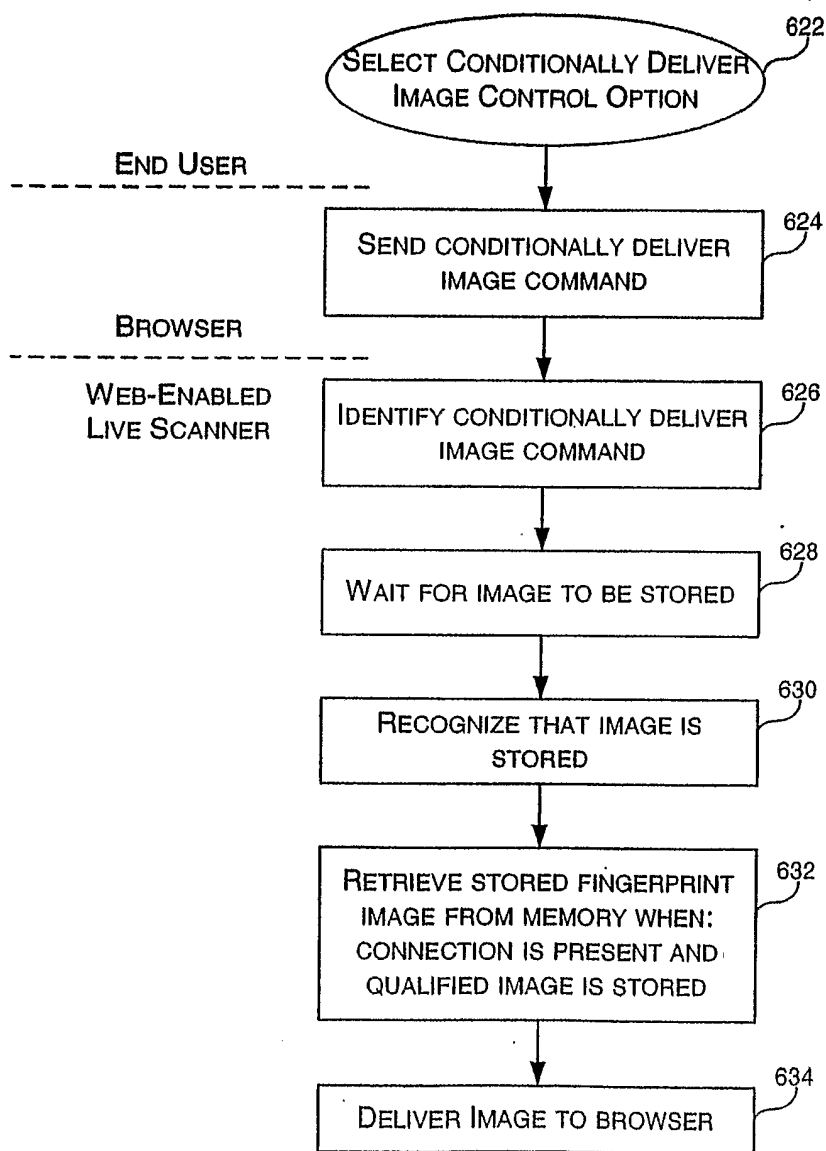 622
SELECT CONDITIONALLY DELIVER
IMAGE CONTROL OPTION
END USER
624
SEND CONDITIONALLY DELIVER
IMAGE COMMAND
BROWSER
WEB-ENABLED
LIVE SCANNER
626
IDENTIFY CONDITIONALLY DELIVER
IMAGE COMMAND
628
WAIT FOR IMAGE TO BE STORED
630
RECOGNIZE THAT IMAGE IS
STORED
632
RETRIEVE STORED FINGERPRINT
IMAGE FROM MEMORY WHEN:
CONNECTION IS PRESENT AND
QUALIFIED IMAGE IS STORED
634
DELIVER IMAGE TO BROWSER